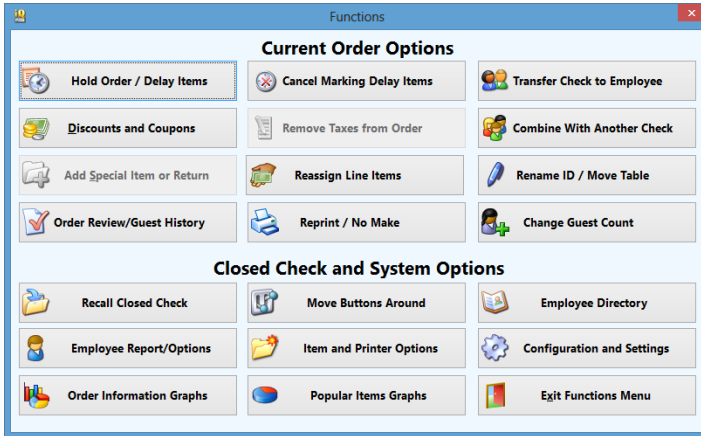 Functions
Current Order Options
Hold Order / Delay Items
Cancel Marking Delay Items
Transfer Check to Employee
Discounts and Coupons
Remove Taxes from Order
Combine With Another Check
Add Special Item or Return
Reassign Line Items
Rename ID / Move Table
Order Review/Guest History
Reprint / No Make
Change Guest Count
Closed Check and System Options
Recall Closed Check
Move Buttons Around
Employee Directory
Employee Report/Options
Item and Printer Options
Configuration and Settings
Order Information Graphs
Popular Items Graphs
Exit Functions Menu